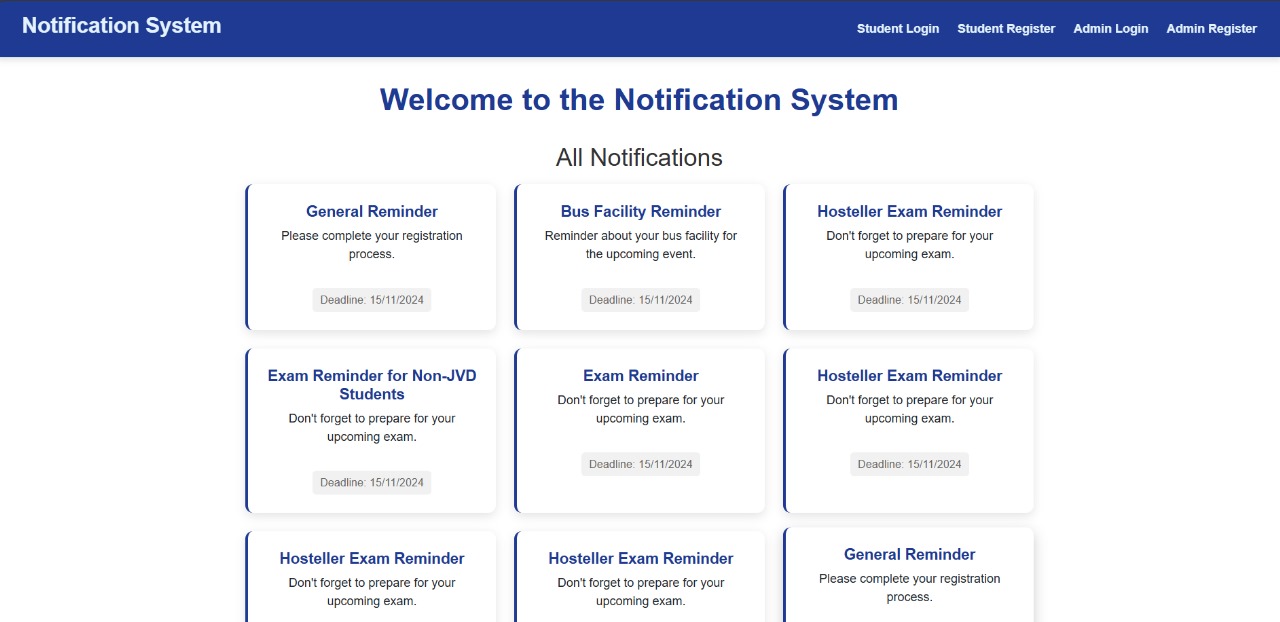 Notification System
Student Login Student Register Admin Login Admin Register
Welcome to the Notification System
All Notifications
General Reminder
Please complete your registration
process.
Deadline: 15/11/2024
Bus Facility Reminder
Reminder about your bus facility for
the upcoming event.
Deadline: 15/11/2024
Hosteller Exam Reminder
Don't forget to prepare for your
upcoming exam.
Deadline: 15/11/2024
Exam Reminder for Non-JVD
Students
Don't forget to prepare for your
upcoming exam.
Deadline: 15/11/2024
Exam Reminder
Don't forget to prepare for your
upcoming exam.
Deadline: 15/11/2024
Hosteller Exam Reminder
Don't forget to prepare for your
upcoming exam.
Deadline: 15/11/2024
Hosteller Exam Reminder
Don't forget to prepare for your
upcoming exam.
Hosteller Exam Reminder
Don't forget to prepare for your
upcoming exam.
General Reminder
Please complete your registration
process.